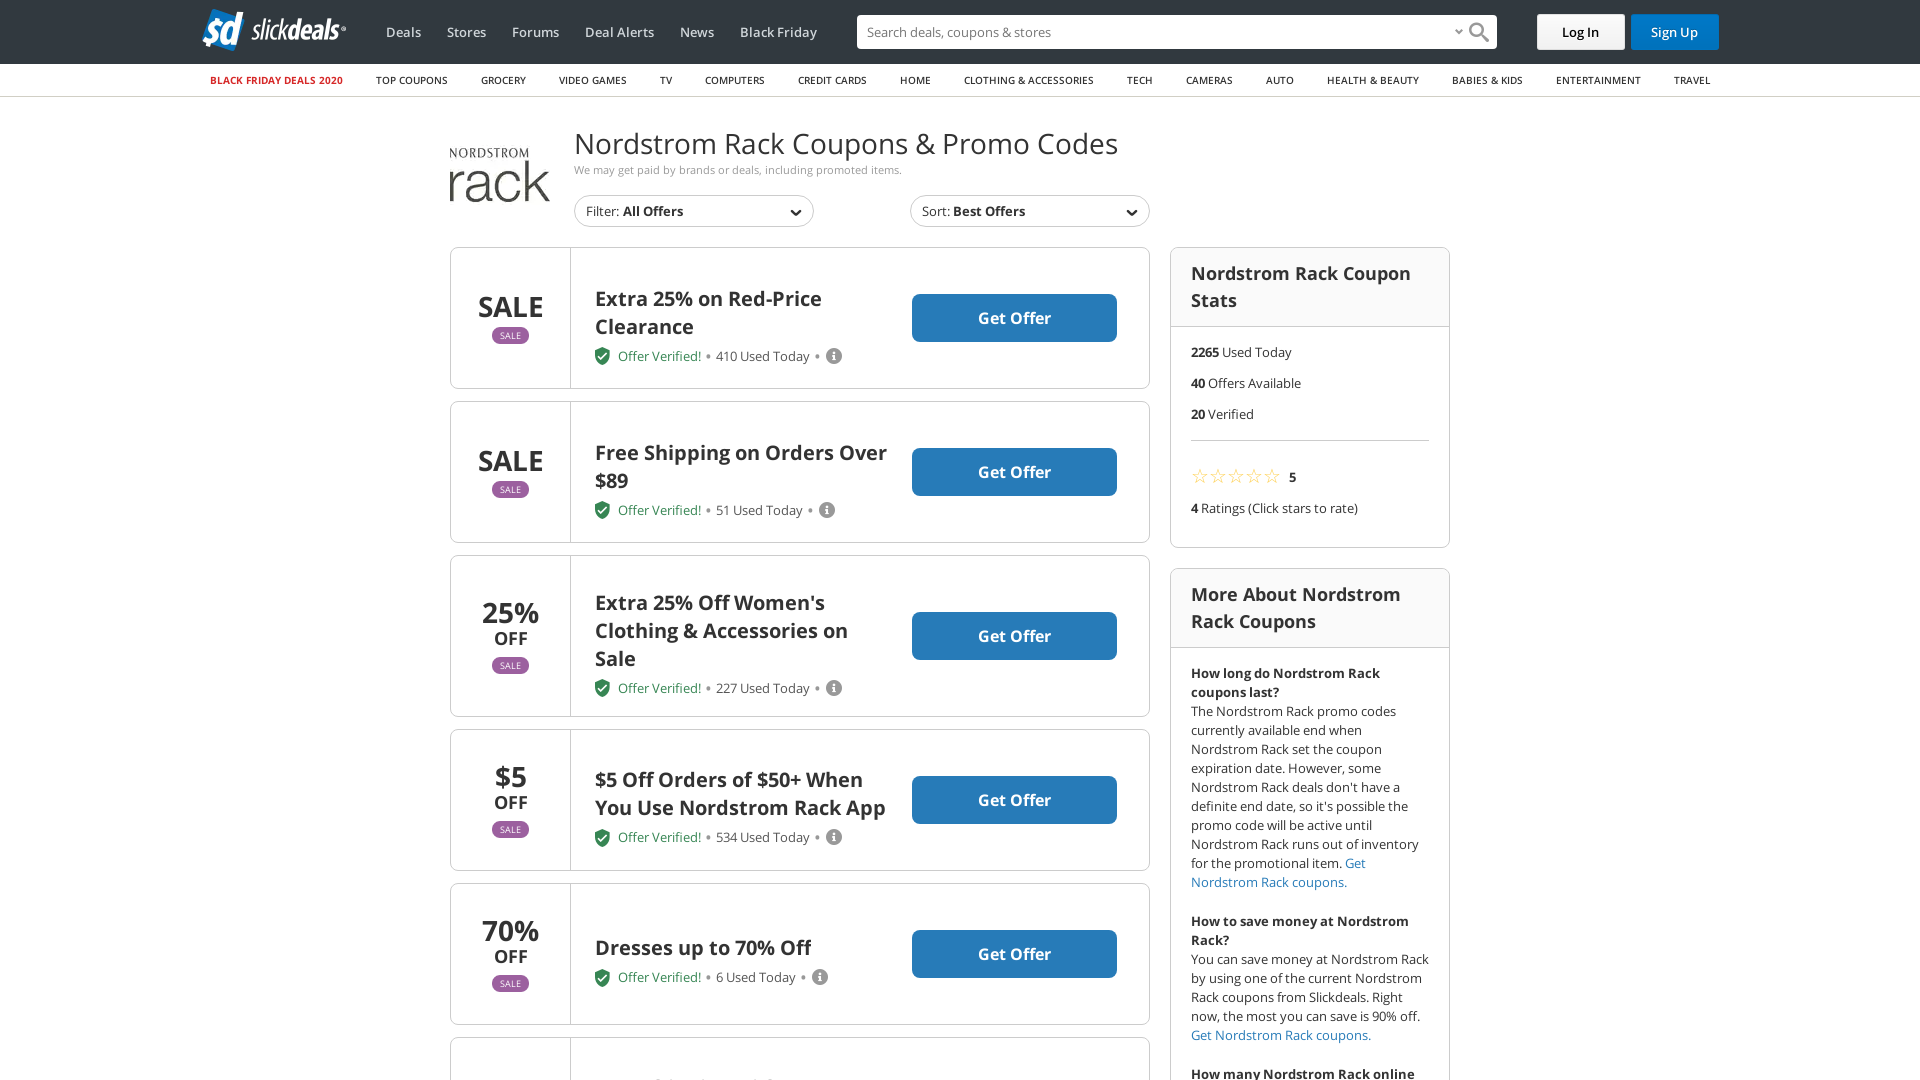 sd slickdeals
Deals Stores Forums Deal Alerts News Black Friday
Search deals, coupons & stores
Log In
Sign Up
BLACK FRIDAY DEALS 2020 TOP COUPONS GROCERY VIDEO GAMES TV COMPUTERS CREDIT CARDS HOME CLOTHING & ACCESSORIES TECH CAMERAS AUTO HEALTH & BEAUTY BABIES & KIDS ENTERTAINMENT TRAVEL
NORDSTROM
rack
Nordstrom Rack Coupons & Promo Codes
We may get paid by brands or deals, including promoted items.
Filter: All Offers
Sort: Best Offers
SALE
SALE
Extra 25% on Red-Price
Clearance
Offer Verified! • 410 Used Today •
Get Offer
SALE
SALE
Free Shipping on Orders Over
$89
Offer Verified! • 51 Used Today •
Get Offer
25%
OFF
SALE
Extra 25% Off Women's
Clothing & Accessories on
Sale
Offer Verified! • 227 Used Today •
Get Offer
$5
OFF
SALE
$5 Off Orders of $50+ When
You Use Nordstrom Rack App
Offer Verified! • 534 Used Today •
Get Offer
70%
OFF
SALE
Dresses up to 70% Off
Offer Verified! • 6 Used Today •
Get Offer
Nordstrom Rack Coupon
Stats
2265 Used Today
40 Offers Available
20 Verified
☆☆☆☆☆ 5
4 Ratings (Click stars to rate)
More About Nordstrom
Rack Coupons
How long do Nordstrom Rack
coupons last?
The Nordstrom Rack promo codes
currently available end when
Nordstrom Rack set the coupon
expiration date. However, some
Nordstrom Rack deals don't have a
definite end date, so it's possible the
promo code will be active until
Nordstrom Rack runs out of inventory
for the promotional item. Get
Nordstrom Rack coupons.
How to save money at Nordstrom
Rack?
You can save money at Nordstrom Rack
by using one of the current Nordstrom
Rack coupons from Slickdeals. Right
now, the most you can save is 90% off.
Get Nordstrom Rack coupons.
How many Nordstrom Rack online